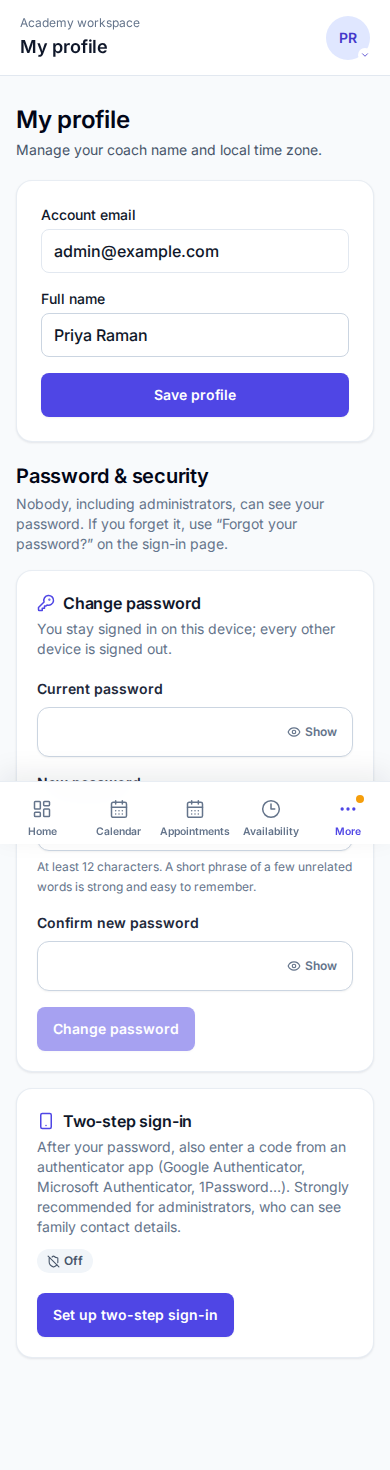 Academy workspace
My profile
PR
My profile
Manage your coach name and local time zone.
Account email
admin@example.com
Full name
Priya Raman
Save profile
Password & security
Nobody, including administrators, can see your
password. If you forget it, use “Forgot your
password?” on the sign-in page.
Change password
You stay signed in on this device; every other
device is signed out.
Current password
Show
New password
Home
Calendar
Appointments
Availability
More
At least 12 characters. A short phrase of a few unrelated
words is strong and easy to remember.
Confirm new password
Show
Change password
Two-step sign-in
After your password, also enter a code from an
authenticator app (Google Authenticator,
Microsoft Authenticator, 1Password…). Strongly
recommended for administrators, who can see
family contact details.
Off
Set up two-step sign-in